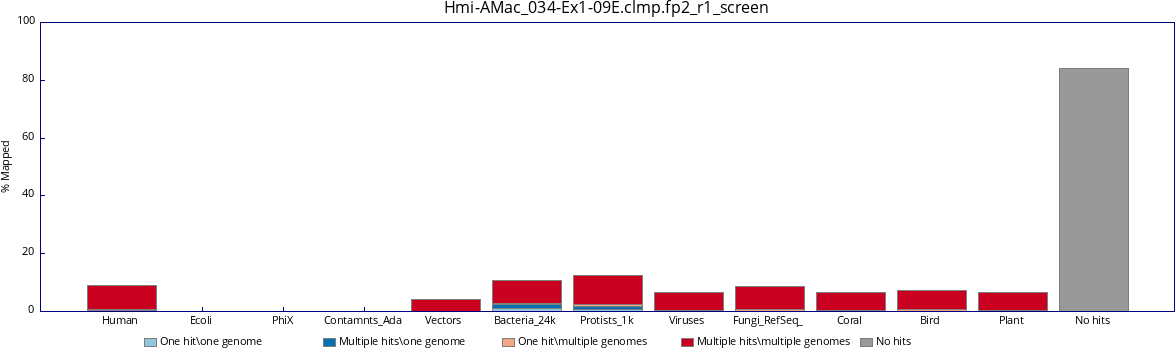 Hmi-AMac_034-Ex1-09E.clmp.fp2_r1_screen
100
80
60
40
20
0
% Mapped
Human Ecoli PhiX Contamnts_Ada Vectors Bacteria_24k Protists_1k Viruses Fungi_RefSeq_ Coral Bird Plant No hits
One hit\one genome Multiple hits\one genome One hit\multiple genomes Multiple hits\multiple genomes No hits